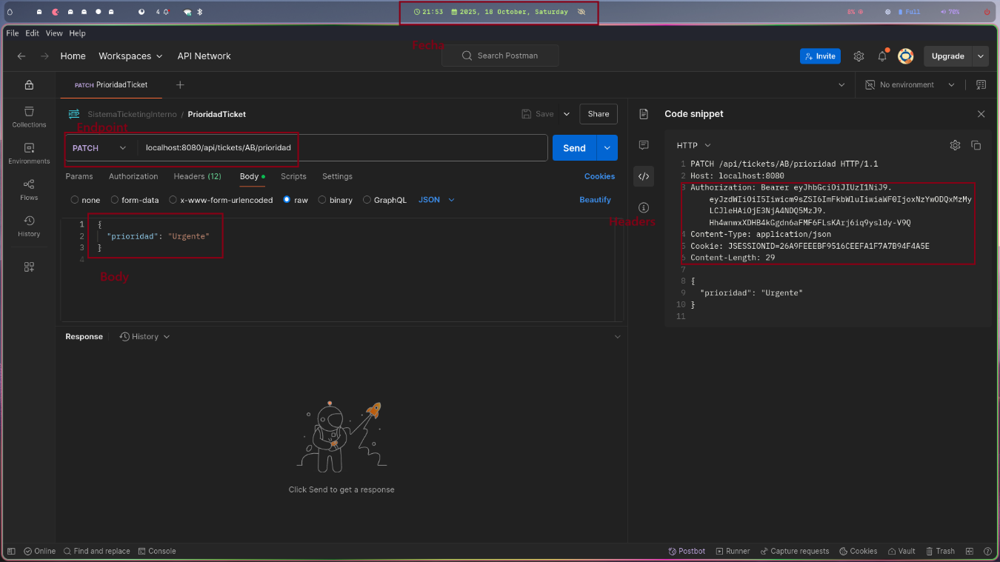 4
21:53 2025, 18 October, Saturday
8%
Full
70%
File Edit View Help
Fecha
Home Workspaces API Network
Search Postman
Invite
Upgrade
PATCH PrioridadTicket
No environment
Collections
Environments
Flows
History
HTTP SistemaTicketingInterno / PrioridadTicket
Save
Share
Endpoint
PATCH localhost:8080/api/tickets/AB/prioridad
Send
Params Authorization Headers (12) Body Scripts Settings
Cookies
none form-data x-www-form-urlencoded raw binary GraphQL JSON
Beautify
1 {
2 "prioridad": "Urgente"
3 }
4
Body
Headers
Response History
Click Send to get a response
Code snippet
HTTP
1 PATCH /api/tickets/AB/prioridad HTTP/1.1
2 Host: localhost:8080
3 Authorization: Bearer eyJhbGciOiJIUzI1NiJ9.
eyJzdWIiOiI5Iiwicm9sZSI6ImFkbWluIiwiaWF0IjoxNzYwODQxMzMy
LCJleHAiOjE3NjA4NDQ5MzJ9.
Hh4wnwxXDHB4kGgdn6aFMF6FLsKArj6iq9ysldy-V9Q
4 Content-Type: application/json
5 Cookie: JSESSIONID=26A9FEEEBF9516CEEFA1F7A7B94F4A5E
6 Content-Length: 29
7
8 {
9 "prioridad": "Urgente"
10 }
11
Online Find and replace Console
Postbot Runner Capture requests Cookies Vault Trash